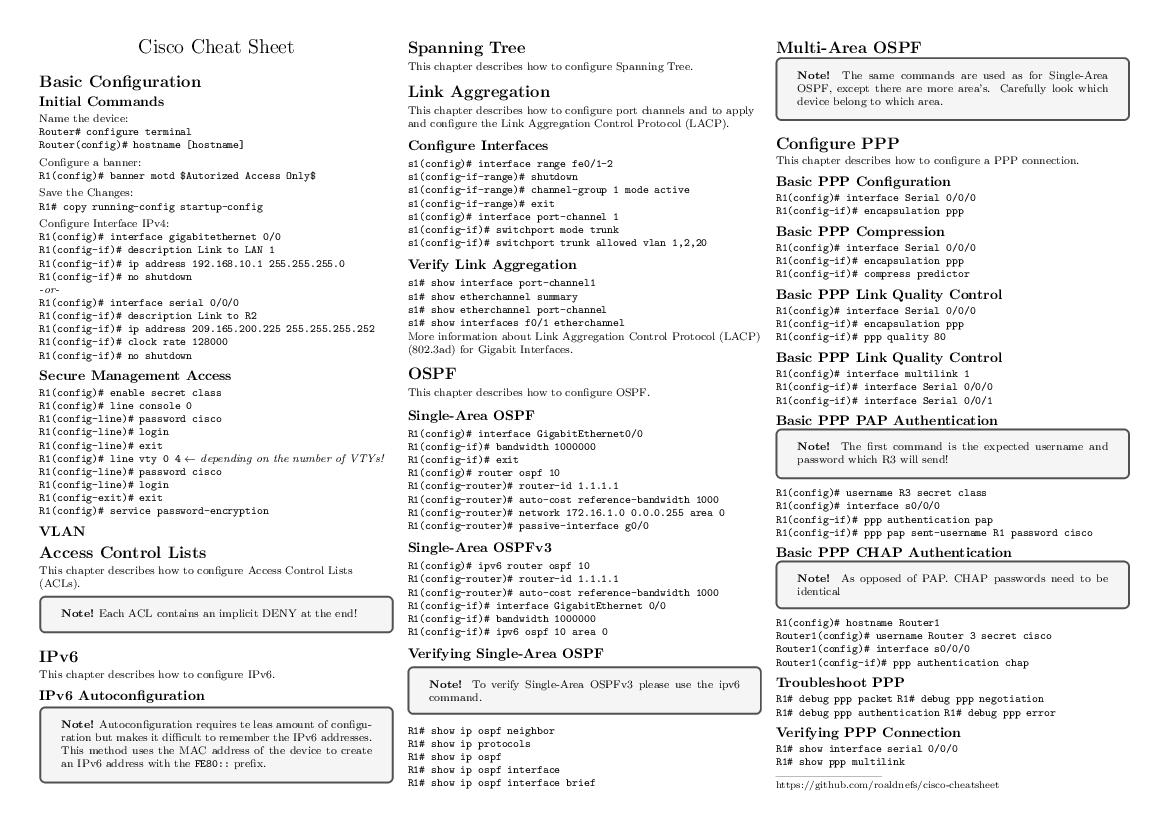 Cisco Cheat Sheet
Basic Configuration
Initial Commands
Name the device:
Router# configure terminal
Router(config)# hostname [hostname]
Configure a banner:
R1(config)# banner motd $Autorized Access Only$
Save the Changes:
R1# copy running-config startup-config
Configure Interface IPv4:
R1(config)# interface gigabitethernet 0/0
R1(config-if)# description Link to LAN 1
R1(config-if)# ip address 192.168.10.1 255.255.255.0
R1(config-if)# no shutdown
-or-
R1(config)# interface serial 0/0/0
R1(config-if)# description Link to R2
R1(config-if)# ip address 209.165.200.225 255.255.255.252
R1(config-if)# clock rate 128000
R1(config-if)# no shutdown
Secure Management Access
R1(config)# enable secret class
R1(config)# line console 0
R1(config-line)# password cisco
R1(config-line)# login
R1(config-line)# exit
R1(config)# line vty 0 4 ← depending on the number of VTYs!
R1(config-line)# password cisco
R1(config-line)# login
R1(config-exit)# exit
R1(config)# service password-encryption
VLAN
Access Control Lists
This chapter describes how to configure Access Control Lists
(ACLs).
Note! Each ACL contains an implicit DENY at the end!
IPv6
This chapter describes how to configure IPv6.
IPv6 Autoconfiguration
Note! Autoconfiguration requires te leas amount of configu-
ration but makes it difficult to remember the IPv6 addresses.
This method uses the MAC address of the device to create
an IPv6 address with the FE80:: prefix.
Spanning Tree
This chapter describes how to configure Spanning Tree.
Link Aggregation
This chapter describes how to configure port channels and to apply
and configure the Link Aggregation Control Protocol (LACP).
Configure Interfaces
s1(config)# interface range fe0/1-2
s1(config-if-range)# shutdown
s1(config-if-range)# channel-group 1 mode active
s1(config-if-range)# exit
s1(config)# interface port-channel 1
s1(config-if)# switchport mode trunk
s1(config-if)# switchport trunk allowed vlan 1,2,20
Verify Link Aggregation
s1# show interface port-channel1
s1# show etherchannel summary
s1# show etherchannel port-channel
s1# show interfaces f0/1 etherchannel
More information about Link Aggregation Control Protocol (LACP)
(802.3ad) for Gigabit Interfaces.
OSPF
This chapter describes how to configure OSPF.
Single-Area OSPF
R1(config)# interface GigabitEthernet0/0
R1(config-if)# bandwidth 1000000
R1(config-if)# exit
R1(config)# router ospf 10
R1(config-router)# router-id 1.1.1.1
R1(config-router)# auto-cost reference-bandwidth 1000
R1(config-router)# network 172.16.1.0 0.0.0.255 area 0
R1(config-router)# passive-interface g0/0
Single-Area OSPFv3
R1(config)# ipv6 router ospf 10
R1(config-router)# router-id 1.1.1.1
R1(config-router)# auto-cost reference-bandwidth 1000
R1(config-if)# interface GigabitEthernet 0/0
R1(config-if)# bandwidth 1000000
R1(config-if)# ipv6 ospf 10 area 0
Verifying Single-Area OSPF
Note! To verify Single-Area OSPFv3 please use the ipv6
command.
R1# show ip ospf neighbor
R1# show ip protocols
R1# show ip ospf
R1# show ip ospf interface
R1# show ip ospf interface brief
Multi-Area OSPF
Note! The same commands are used as for Single-Area
OSPF, except there are more area's. Carefully look which
device belong to which area.
Configure PPP
This chapter describes how to configure a PPP connection.
Basic PPP Configuration
R1(config)# interface Serial 0/0/0
R1(config-if)# encapsulation ppp
Basic PPP Compression
R1(config)# interface Serial 0/0/0
R1(config-if)# encapsulation ppp
R1(config-if)# compress predictor
Basic PPP Link Quality Control
R1(config)# interface Serial 0/0/0
R1(config-if)# encapsulation ppp
R1(config-if)# ppp quality 80
Basic PPP Link Quality Control
R1(config)# interface multilink 1
R1(config-if)# interface Serial 0/0/0
R1(config-if)# interface Serial 0/0/1
Basic PPP PAP Authentication
Note! The first command is the expected username and
password which R3 will send!
R1(config)# username R3 secret class
R1(config)# interface s0/0/0
R1(config-if)# ppp authentication pap
R1(config-if)# ppp pap sent-username R1 password cisco
Basic PPP CHAP Authentication
Note! As opposed of PAP. CHAP passwords need to be
identical
R1(config)# hostname Router1
Router1(config)# username Router 3 secret cisco
Router1(config)# interface s0/0/0
Router1(config-if)# ppp authentication chap
Troubleshoot PPP
R1# debug ppp packet R1# debug ppp negotiation
R1# debug ppp authentication R1# debug ppp error
Verifying PPP Connection
R1# show interface serial 0/0/0
R1# show ppp multilink
https://github.com/roaldnefs/cisco-cheatsheet